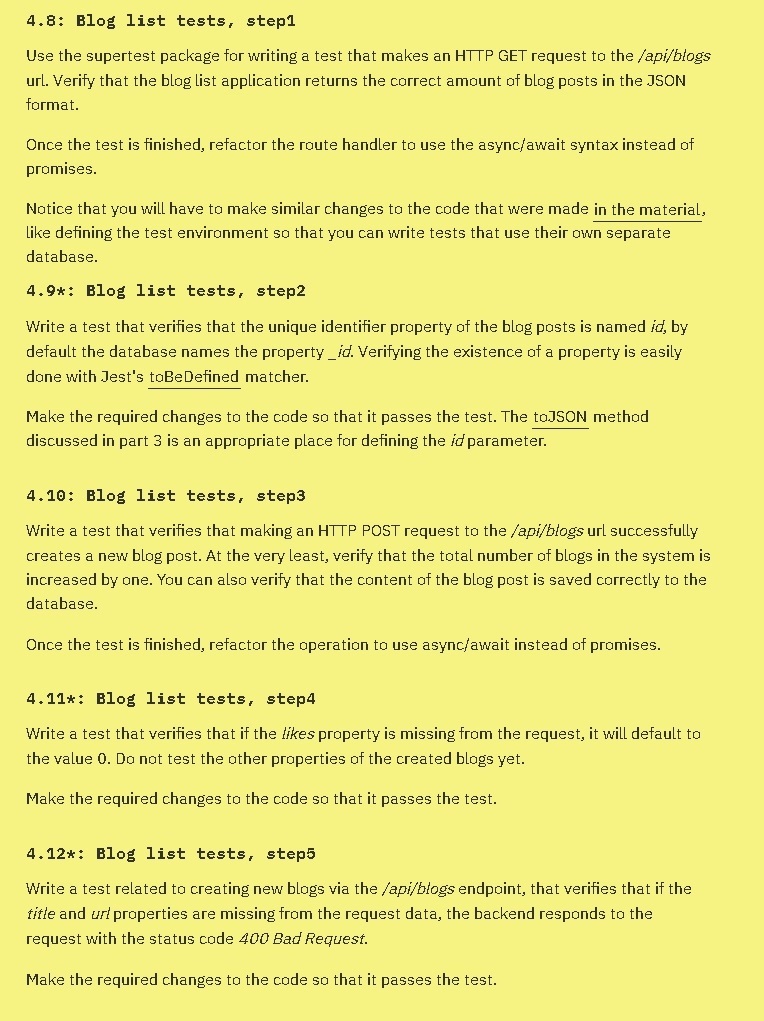 4.8: Blog list tests, step1
Use the supertest package for writing a test that makes an HTTP GET request to the /api/blogs
url. Verify that the blog list application returns the correct amount of blog posts in the JSON
format.
Once the test is finished, refactor the route handler to use the async/await syntax instead of
promises.
Notice that you will have to make similar changes to the code that were made in the material,
like defining the test environment so that you can write tests that use their own separate
database.
4.9*: Blog list tests, step2
Write a test that verifies that the unique identifier property of the blog posts is named id, by
default the database names the property _id. Verifying the existence of a property is easily
done with Jest's toBeDefined matcher.
Make the required changes to the code so that it passes the test. The toJSON method
discussed in part 3 is an appropriate place for defining the id parameter.
4.10: Blog list tests, step3
Write a test that verifies that making an HTTP POST request to the /api/blogs url successfully
creates a new blog post. At the very least, verify that the total number of blogs in the system is
increased by one. You can also verify that the content of the blog post is saved correctly to the
database.
Once the test is finished, refactor the operation to use async/await instead of promises.
4.11*: Blog list tests, step4
Write a test that verifies that if the likes property is missing from the request, it will default to
the value 0. Do not test the other properties of the created blogs yet.
Make the required changes to the code so that it passes the test.
4.12*: Blog list tests, step5
Write a test related to creating new blogs via the /api/blogs endpoint, that verifies that if the
title and url properties are missing from the request data, the backend responds to the
request with the status code 400 Bad Request.
Make the required changes to the code so that it passes the test.